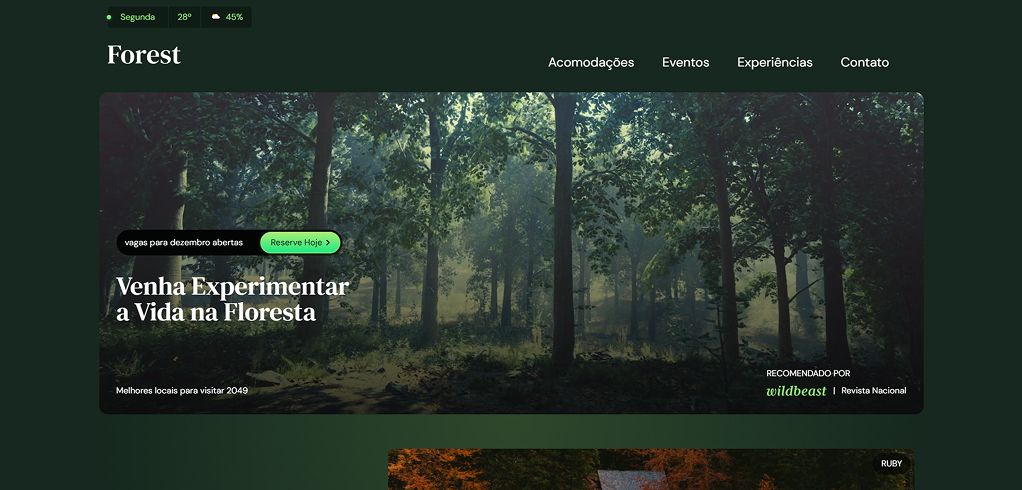 Segunda
28º
45%
Forest
Acomodações
Eventos
Experiências
Contato
vagas para dezembro abertas
Reserve Hoje
Venha Experimentar
a Vida na Floresta
RECOMENDADO POR
Melhores locais para visitar 2049
wildbeast | Revista Nacional
RUBY